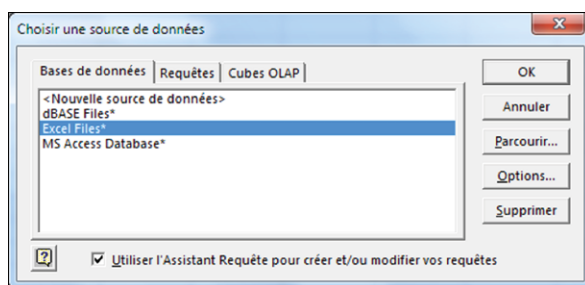 Choisir une source de données
Bases de données Requêtes Cubes OLAP
<Nouvelle source de données>
dBASE Files*
Excel Files*
MS Access Database*
OK
Annuler
Parcourir...
Options...
Supprimer
Utiliser l'Assistant Requête pour créer et/ou modifier vos requêtes